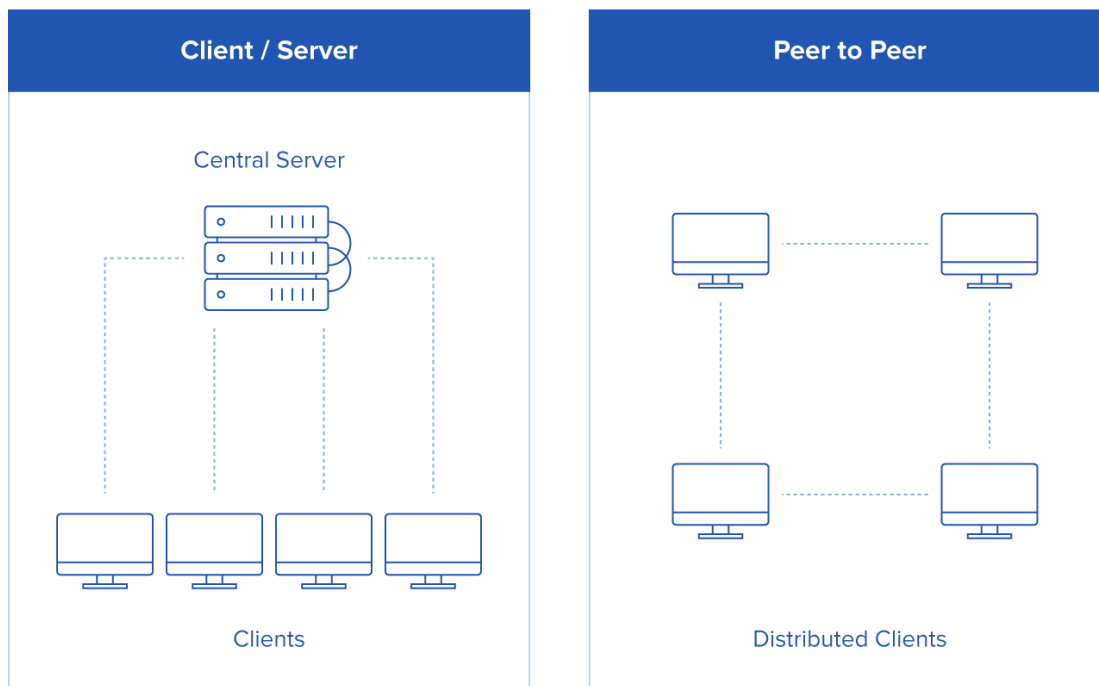 Client / Server
Central Server
Clients
Peer to Peer
Distributed Clients